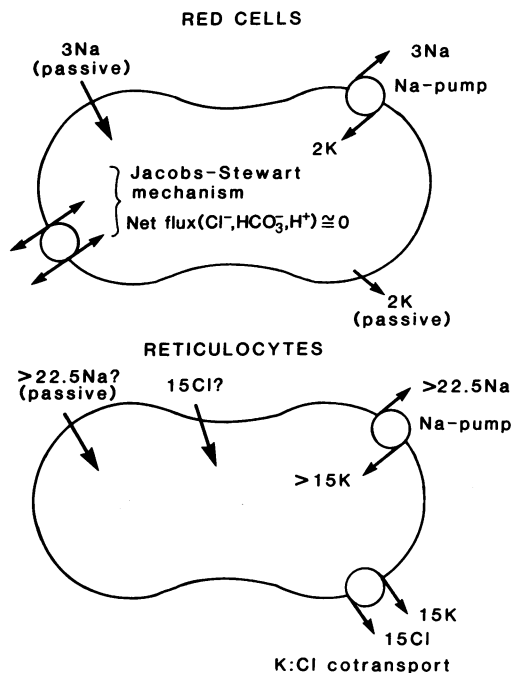 RED CELLS
3Na
(passive)
3Na
Na-pump
2K
Jacobs-Stewart
mechanism
Net flux(Cl⁻,HCO₃⁻,H⁺)≅0
2K
(passive)
RETICULOCYTES
>22.5Na?
(passive)
15Cl?
>22.5Na
Na-pump
>15K
15K
15Cl
K:Cl cotransport